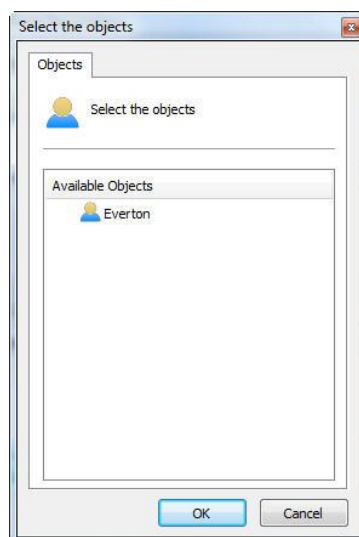 Select the objects
Objects
Select the objects
Available Objects
Everton
OK
Cancel